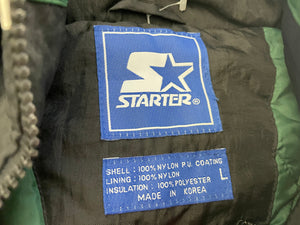 STARTER®
SHELL : 100% NYLON P.U. COATING
LINING : 100% NYLON
INSULATION : 100% POLYESTER
MADE IN KOREA
L